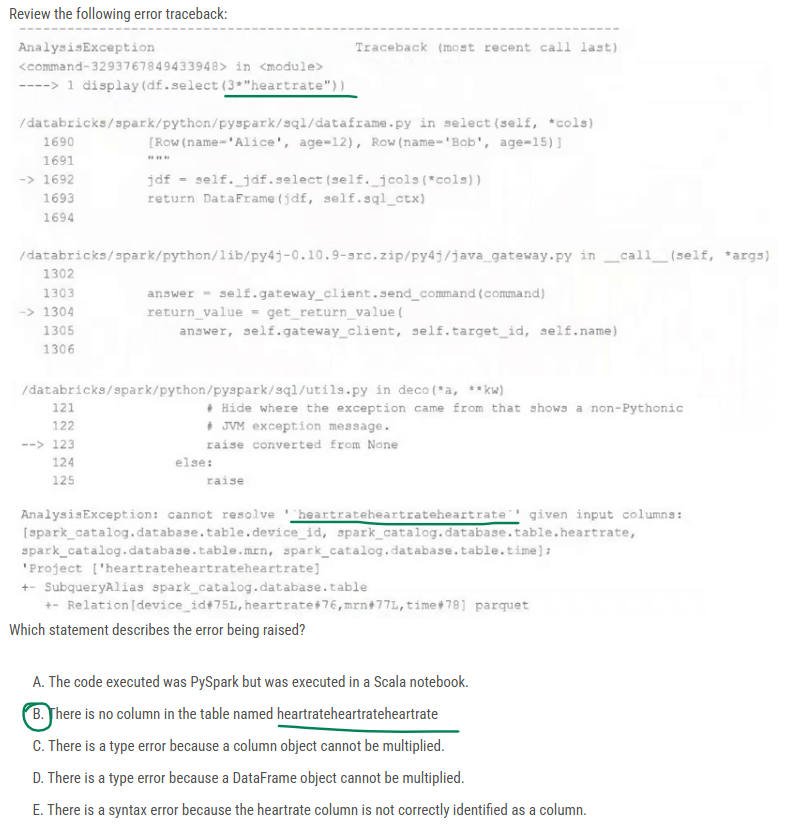 Review the following error traceback:
--------------------------------------------------------------------------------
AnalysisException Traceback (most recent call last)
<command-3293767849433948> in <module>
----> 1 display(df.select(3*"heartrate"))
/databricks/spark/python/pyspark/sql/dataframe.py in select(self, *cols)
1690 [Row(name='Alice', age=12), Row(name='Bob', age=15)]
1691 """
-> 1692 jdf = self._jdf.select(self._jcols(*cols))
1693 return DataFrame(jdf, self.sql_ctx)
1694
/databricks/spark/python/lib/py4j-0.10.9-src.zip/py4j/java_gateway.py in __call__(self, *args)
1302
1303 answer = self.gateway_client.send_command(command)
-> 1304 return_value = get_return_value(
1305 answer, self.gateway_client, self.target_id, self.name)
1306
/databricks/spark/python/pyspark/sql/utils.py in deco(*a, **kw)
121 # Hide where the exception came from that shows a non-Pythonic
122 # JVM exception message.
--> 123 raise converted from None
124 else:
125 raise
AnalysisException: cannot resolve '`heartrateheartrateheartrate`' given input columns:
[spark_catalog.database.table.device_id, spark_catalog.database.table.heartrate,
spark_catalog.database.table.mrn, spark_catalog.database.table.time];
'Project ['heartrateheartrateheartrate]
+- SubqueryAlias spark_catalog.database.table
+- Relation[device_id#75L,heartrate#76,mrn#77L,time#78] parquet
Which statement describes the error being raised?
A. The code executed was PySpark but was executed in a Scala notebook.
B. There is no column in the table named heartrateheartrateheartrate
C. There is a type error because a column object cannot be multiplied.
D. There is a type error because a DataFrame object cannot be multiplied.
E. There is a syntax error because the heartrate column is not correctly identified as a column.